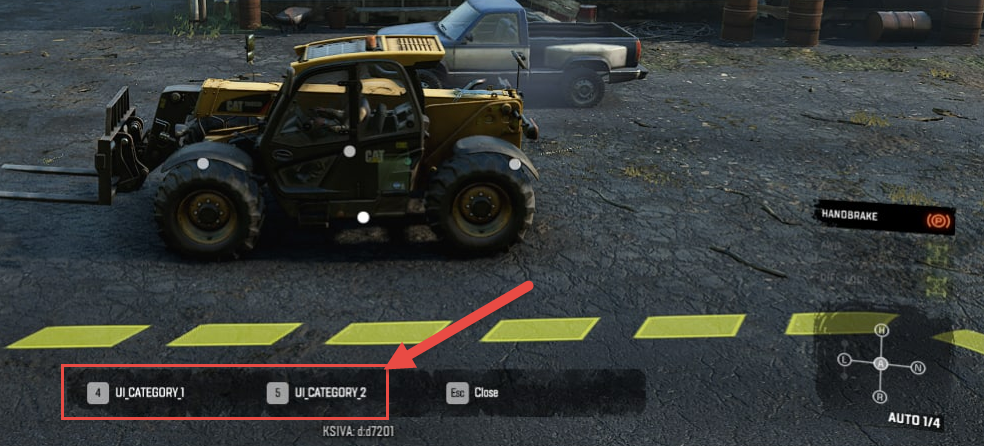 CAT
CAT
HANDBRAKE (P)
H
L A N
R
AUTO 1/4
4 UI_CATEGORY_1 5 UI_CATEGORY_2 Esc Close
KSIVA: d:d7201